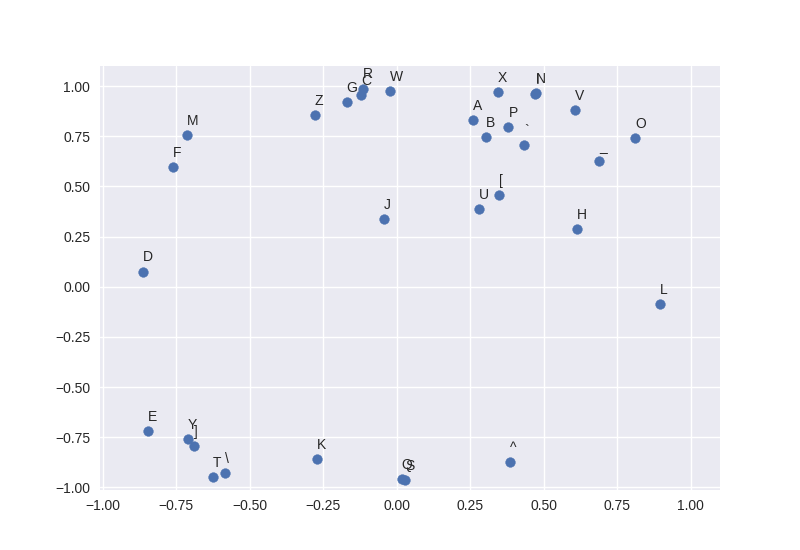 1.00
0.75
0.50
0.25
0.00
−0.25
−0.50
−0.75
−1.00
R
C
W
G
Z
X
N
V
A
P
B
`
O
M
F
_
[
U
J
H
D
L
E
Y
]
T
\
K
Q
S
^
−1.00
−0.75
−0.50
−0.25
0.00
0.25
0.50
0.75
1.00